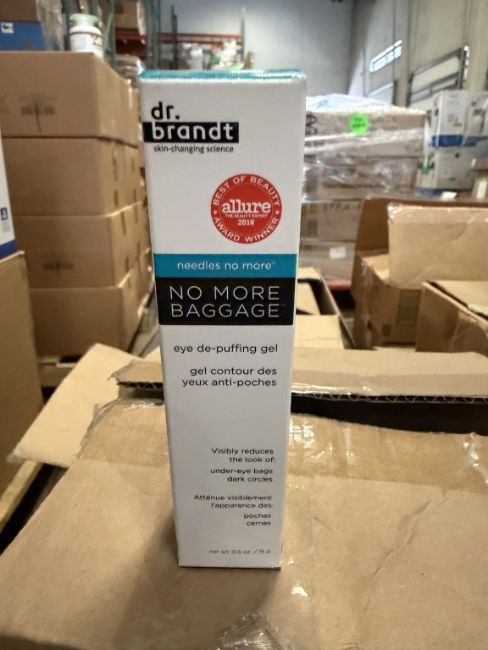 dr.
brandt
skin-changing science
BEST OF BEAUTY
allure
THE BEAUTY EXPERT
2018
AWARD WINNER
needles no more™
NO MORE
BAGGAGE™
eye de-puffing gel
gel contour des
yeux anti-poches
Visibly reduces
the look of:
under-eye bags
dark circles
Atténue visiblement
l'apparence des:
poches
cernes
net wt. 0.5 oz. / 15 g